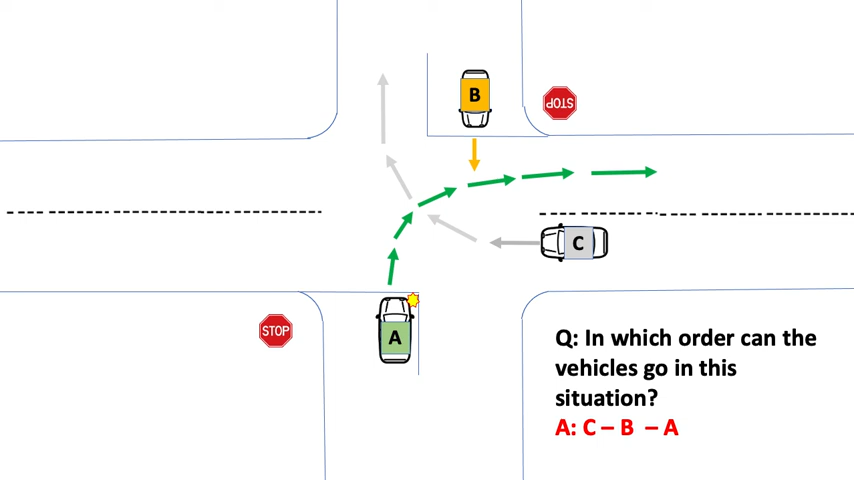 B
STOP
C
STOP
A
Q: In which order can the
vehicles go in this
situation?
A: C – B – A